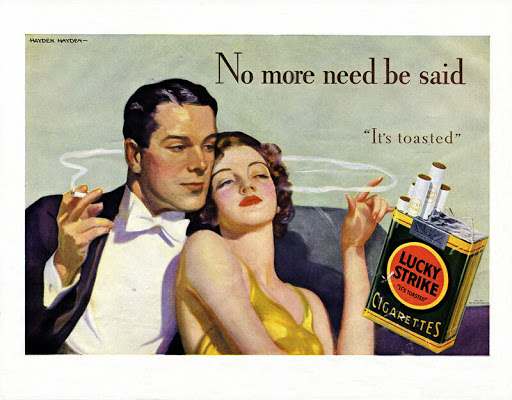 HAYDEN HAYDEN—
No more need be said
"It's toasted"
LUCKY
STRIKE
"IT'S TOASTED"
CIGARETTES